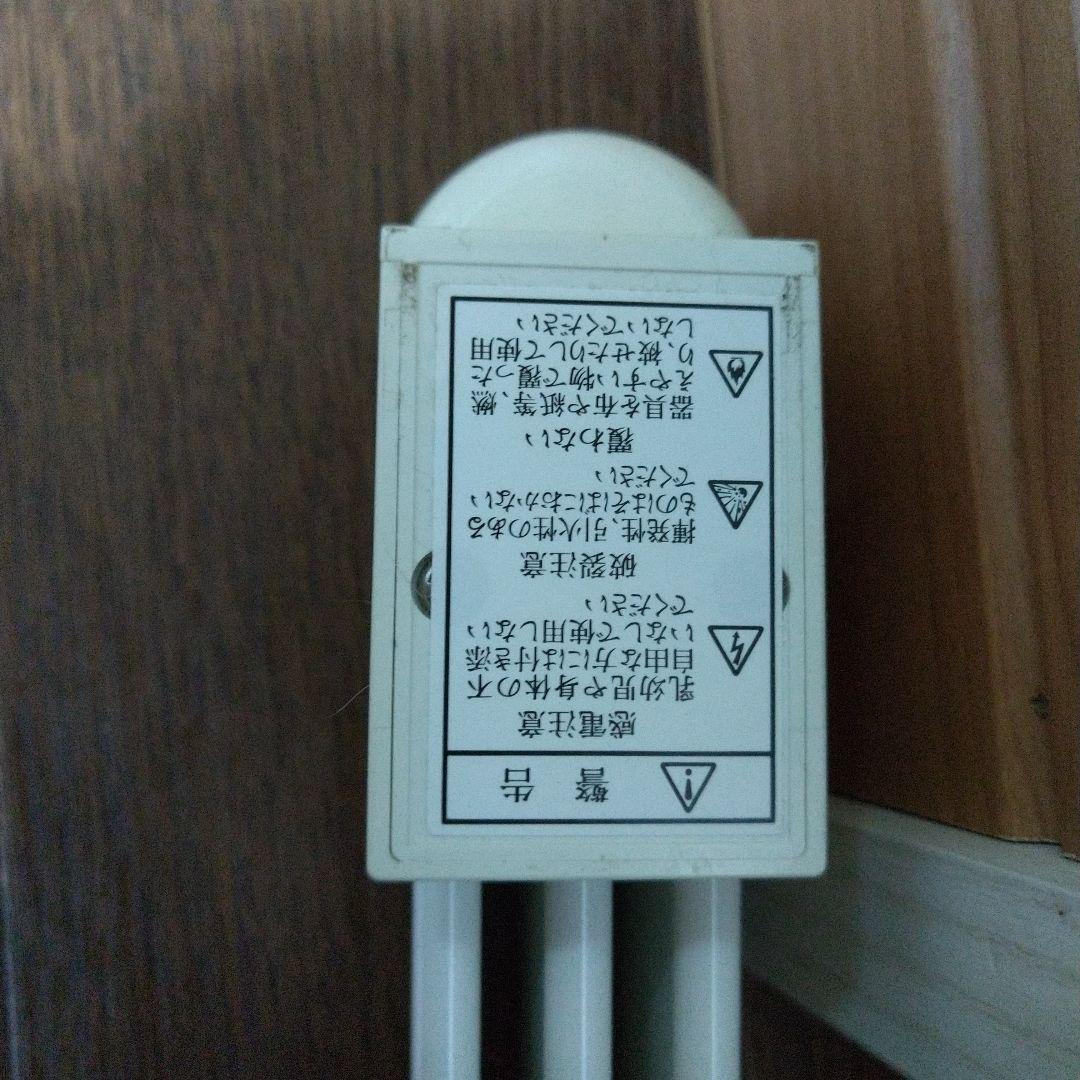 警 告
感電注意
乳幼児や身体の不
自由な方には付き添
いなしで使用しない
でください
破裂注意
揮発性、引火性のある
ものはそばにおかない
でください
覆わない
器具を布や紙等、燃
えやすい物で覆った
り、被せたりして使用
しないでください